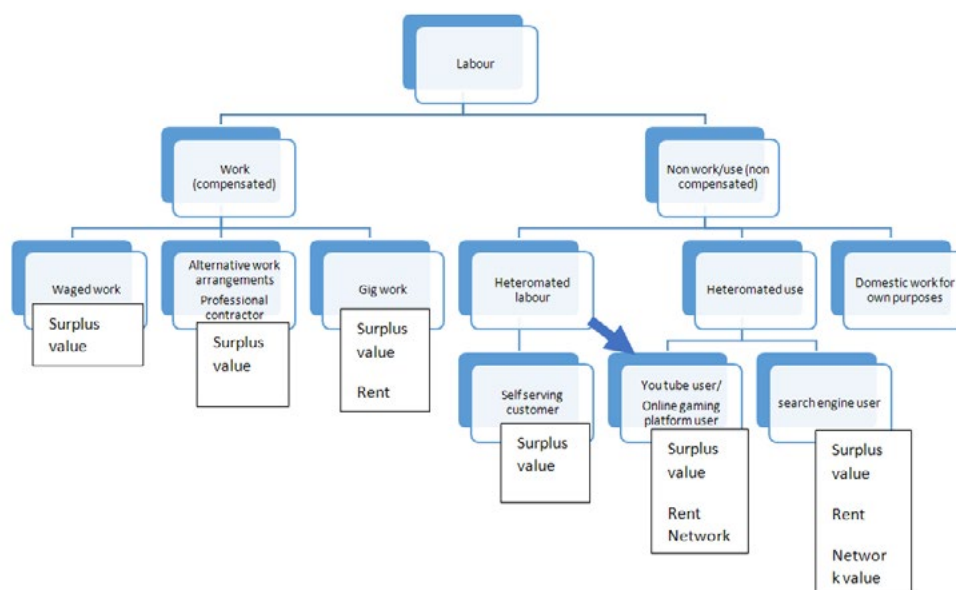 Labour
Work
(compensated)
Non work/use (non
compensated)
Waged work
Surplus
value
Alternative work
arrangements
Professional
contractor
Surplus
value
Gig work
Surplus
value
Rent
Heteromated
labour
Heteromated use
Domestic work for
own purposes
Self serving
customer
Surplus
value
You tube user/
Online gaming
platform user
Surplus
value
Rent
Network
search engine user
Surplus
value
Rent
Networ
k value